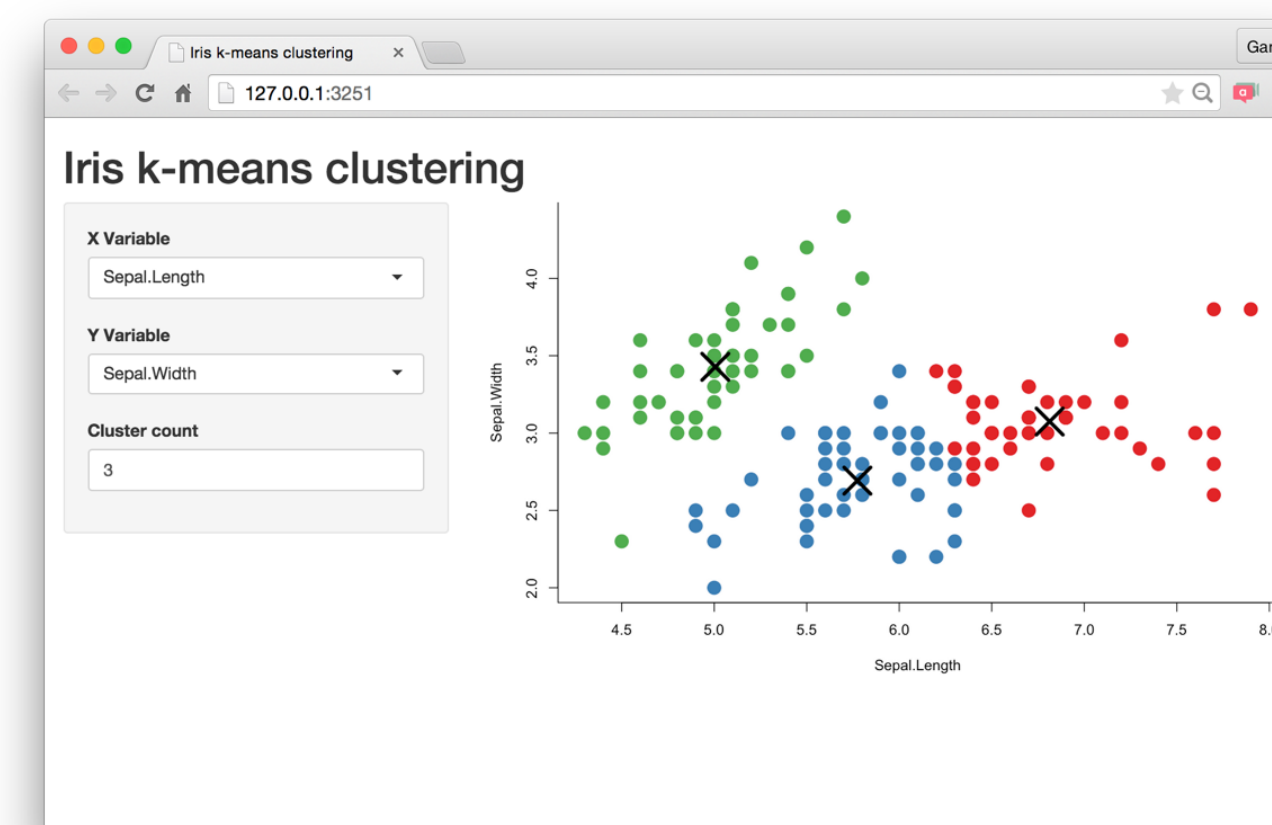 Iris k-means clustering
Gar
127.0.0.1:3251
a
Iris k-means clustering
X Variable
Sepal.Length
Y Variable
Sepal.Width
Cluster count
3
Sepal.Width
4.0
3.5
3.0
2.5
2.0
4.5 5.0 5.5 6.0 6.5 7.0 7.5 8.
Sepal.Length